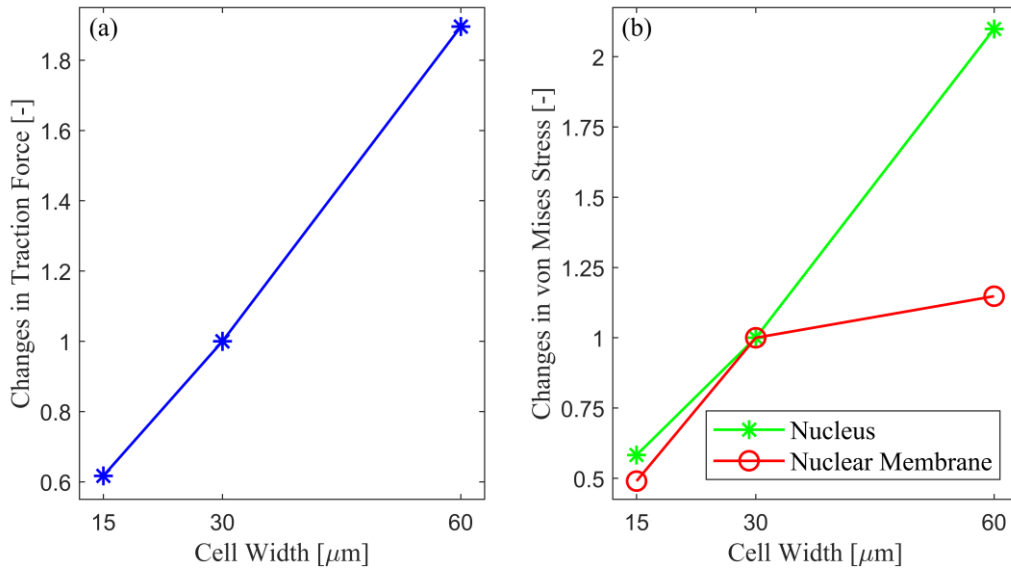 (a)
Changes in Traction Force [-]
1.8
1.6
1.4
1.2
1
0.8
0.6
15
30
60
Cell Width [μm]
(b)
Changes in von Mises Stress [-]
2
1.75
1.5
1.25
1
0.75
0.5
Nucleus
Nuclear Membrane
15
30
60
Cell Width [μm]